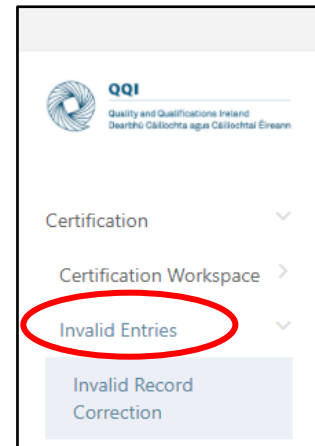 QQI
Quality and Qualifications Ireland
Dearbhú Cáilíochta agus Cáilíochtaí Éireann
Certification
Certification Workspace
Invalid Entries
Invalid Record
Correction